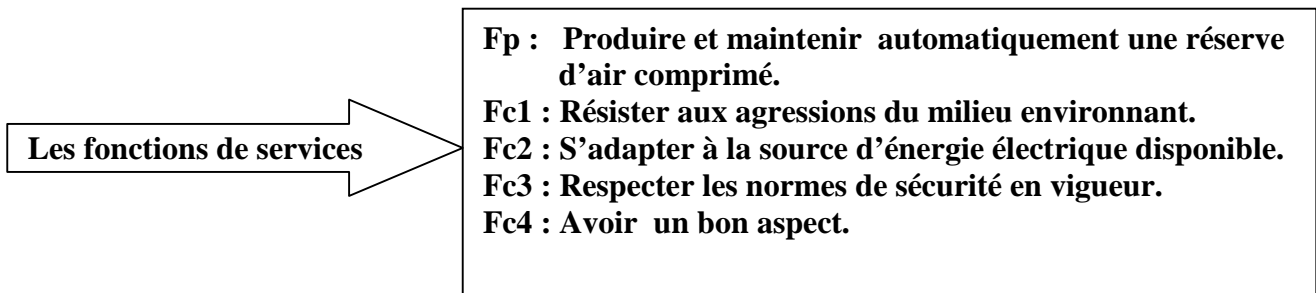 Les fonctions de services
Fp : Produire et maintenir automatiquement une réserve
d’air comprimé.
Fc1 : Résister aux agressions du milieu environnant.
Fc2 : S’adapter à la source d’énergie électrique disponible.
Fc3 : Respecter les normes de sécurité en vigueur.
Fc4 : Avoir un bon aspect.